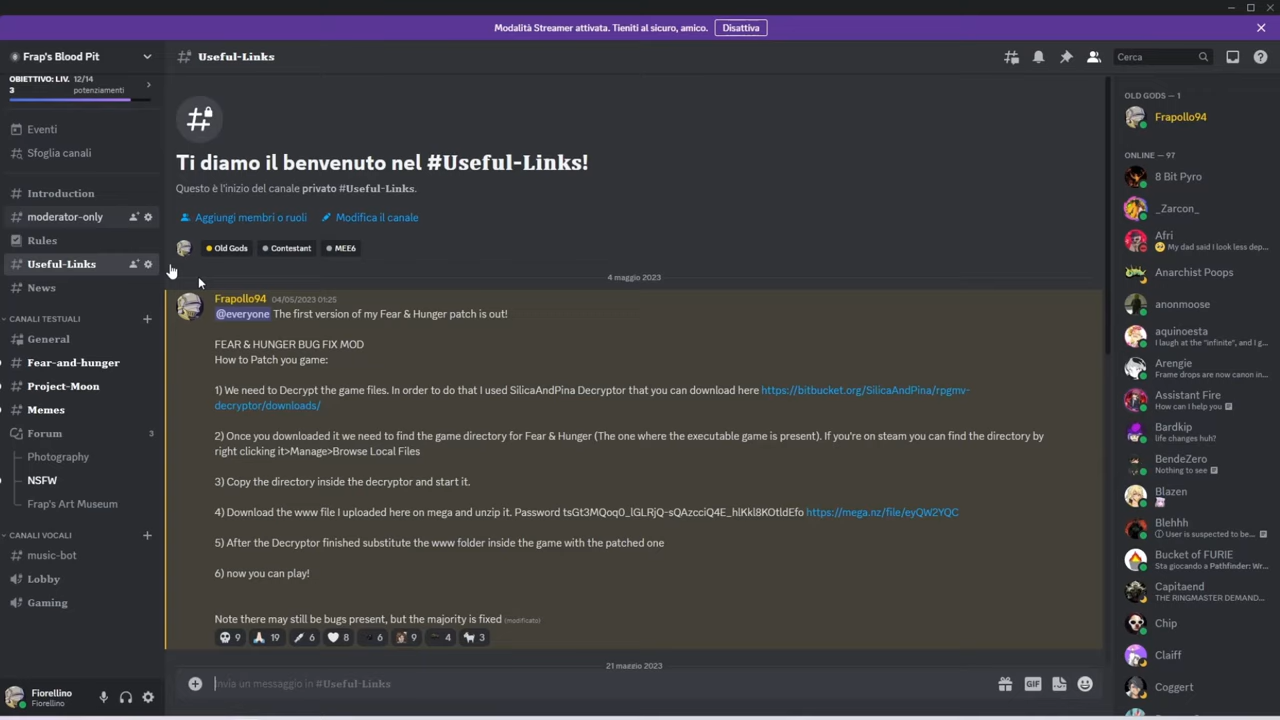 Modalità Streamer attivata. Tieniti al sicuro, amico. Disattiva
Frap's Blood Pit
OBIETTIVO: LIV. 3
12/14 potenziamenti
Eventi
Sfoglia canali
Introduction
moderator-only
Rules
Useful-Links
News
CANALI TESTUALI
General
Fear-and-hunger
Project-Moon
Memes
Forum 3
Photography
NSFW
Frap's Art Museum
CANALI VOCALI
music-bot
Lobby
Gaming
Fiorellino
Fiorellino
Useful-Links
Cerca
Ti diamo il benvenuto nel #Useful-Links!
Questo è l'inizio del canale privato #Useful-Links.
Aggiungi membri o ruoli Modifica il canale
Old Gods Contestant MEE6
4 maggio 2023
Frapollo94 04/05/2023 01:25
@everyone The first version of my Fear & Hunger patch is out!
FEAR & HUNGER BUG FIX MOD
How to Patch you game:
1) We need to Decrypt the game files. In order to do that I used SilicaAndPina Decryptor that you can download here https://bitbucket.org/SilicaAndPina/rpgmv-
decryptor/downloads/
2) Once you downloaded it we need to find the game directory for Fear & Hunger (The one where the executable game is present). If you're on steam you can find the directory by
right clicking it>Manage>Browse Local Files
3) Copy the directory inside the decryptor and start it.
4) Download the www file I uploaded here on mega and unzip it. Password tsGt3MQoq0_lGLRjQ-sQAzcciQ4E_hlKkl8KOtldEfo https://mega.nz/file/eyQW2YQC
5) After the Decryptor finished substitute the www folder inside the game with the patched one
6) now you can play!
Note there may still be bugs present, but the majority is fixed (modificato)
9 19 6 8 6 9 4 3
21 maggio 2023
Invia un messaggio in #Useful-Links
GIF
OLD GODS — 1
Frapollo94
ONLINE — 97
8 Bit Pyro
_Zarcon_
Afri
My dad said I look less dep...
Anarchist Poops
anonmoose
aquinoesta
I laugh at the "infinite", and I g...
Arengie
Frame drops are now canon in...
Assistant Fire
How can I help you
Bardkip
life changes huh?
BendeZero
Nothing to see
Blazen
Blehhh
User is suspected to be...
Bucket of FURIE
Sta giocando a Pathfinder: Wr...
Capitaend
THE RINGMASTER DEMAND...
Chip
Claiff
Coggert